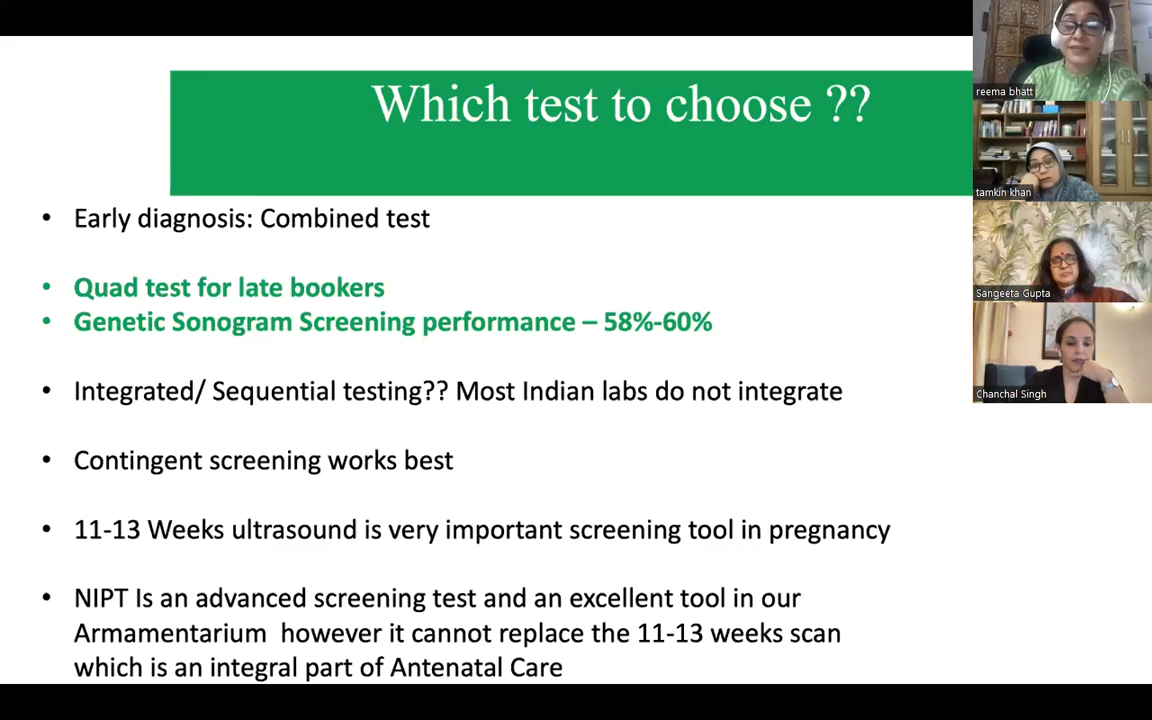 Which test to choose ??
• Early diagnosis: Combined test
• Quad test for late bookers
• Genetic Sonogram Screening performance – 58%-60%
• Integrated/ Sequential testing?? Most Indian labs do not integrate
• Contingent screening works best
• 11-13 Weeks ultrasound is very important screening tool in pregnancy
• NIPT Is an advanced screening test and an excellent tool in our
Armamentarium however it cannot replace the 11-13 weeks scan
which is an integral part of Antenatal Care
reema bhatt
tamkin khan
Sangeeta Gupta
Chanchal Singh